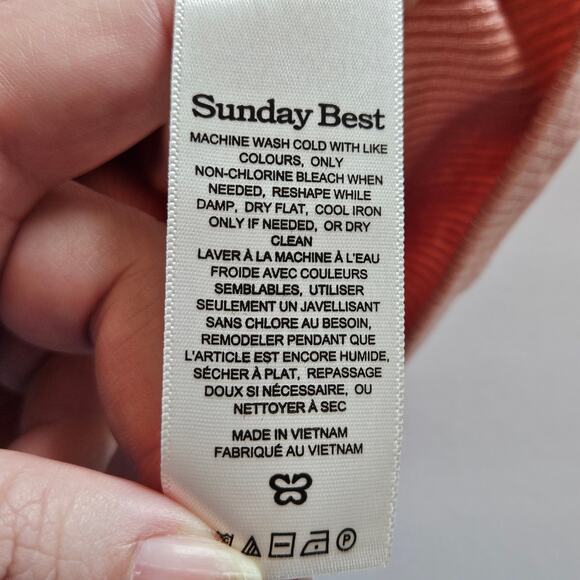 Sunday Best
MACHINE WASH COLD WITH LIKE
COLOURS, ONLY
NON-CHLORINE BLEACH WHEN
NEEDED, RESHAPE WHILE
DAMP, DRY FLAT, COOL IRON
ONLY IF NEEDED, OR DRY
CLEAN
LAVER À LA MACHINE À L'EAU
FROIDE AVEC COULEURS
SEMBLABLES, UTILISER
SEULEMENT UN JAVELLISANT
SANS CHLORE AU BESOIN,
REMODELER PENDANT QUE
L'ARTICLE EST ENCORE HUMIDE,
SÉCHER À PLAT, REPASSAGE
DOUX SI NÉCESSAIRE, OU
NETTOYER À SEC
MADE IN VIETNAM
FABRIQUÉ AU VIETNAM
P